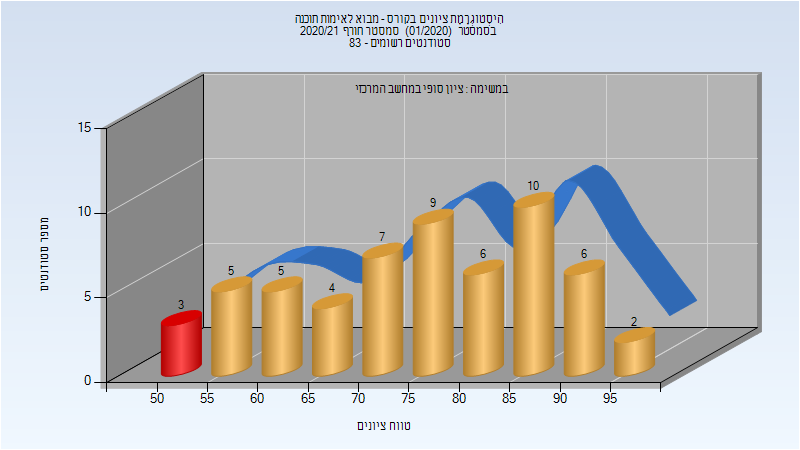 היסטוגרמת ציונים בקורס - מבוא לאימות תוכנה
בסמסטר (01/2020) סמסטר חורף 2020/21
סטודנטים רשומים - 83
במשימה : ציון סופי במחשב המרכזי
מספר סטודנטים
15
10
5
0
3
5
5
4
7
9
6
10
6
2
50 55 60 65 70 75 80 85 90 95
טווח ציונים